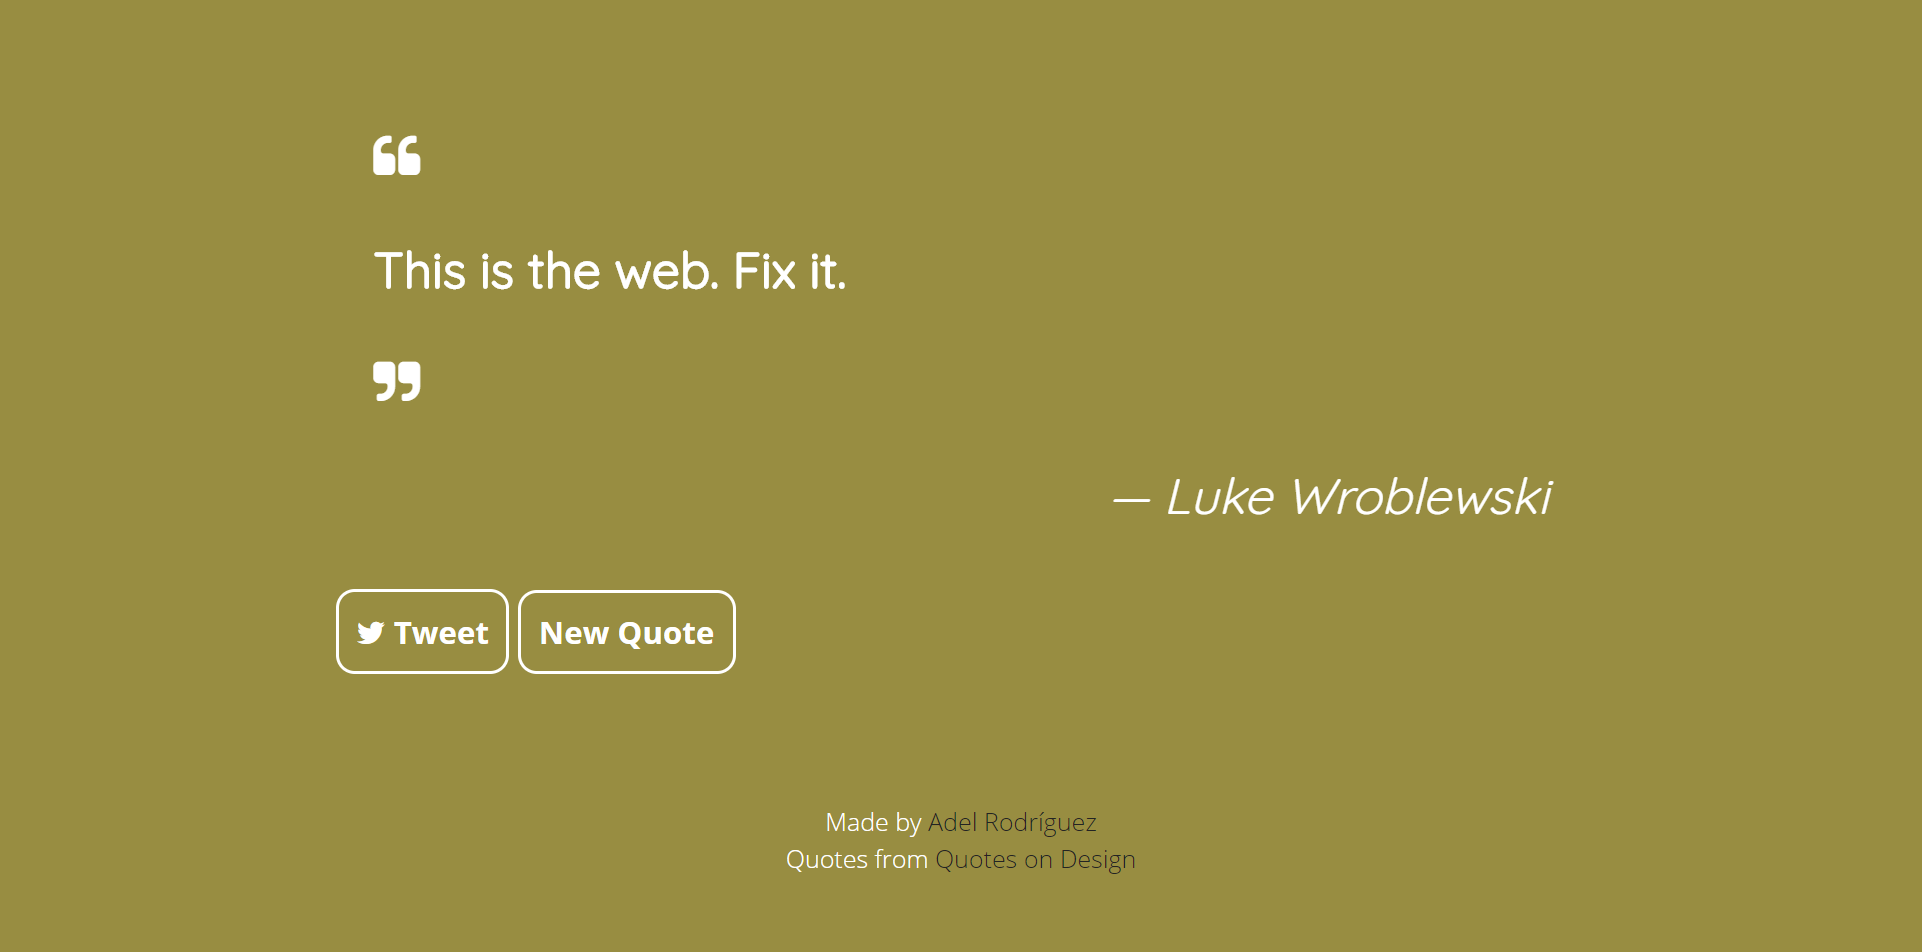 “
This is the web. Fix it.
”
— Luke Wroblewski
Tweet
New Quote
Made by Adel Rodríguez
Quotes from Quotes on Design